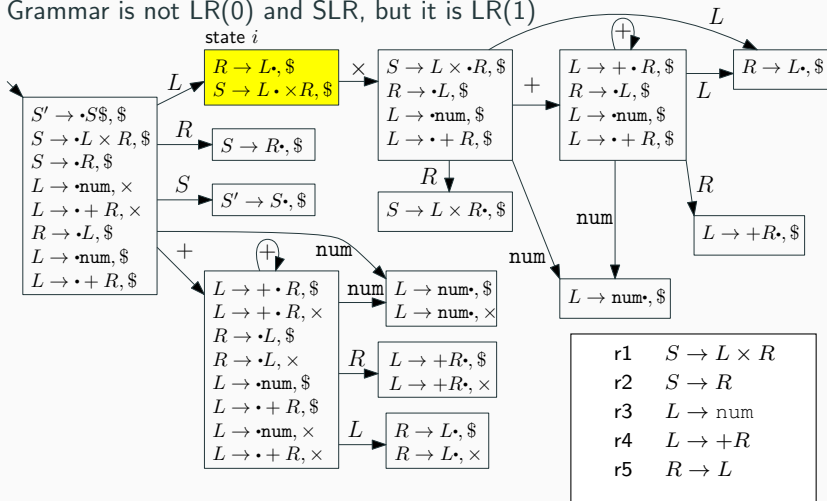 Grammar is not LR(0) and SLR, but it is LR(1)
state i
R → L•, $
S → L • ×R, $
L
×
S′ → •S$, $
S → •L × R, $
S → •R, $
L → •num, ×
L → • + R, ×
R → •L, $
L → •num, $
L → • + R, $
R
S → R•, $
S
S′ → S•, $
+
num
S → L × •R, $
R → •L, $
L → •num, $
L → • + R, $
R
S → L × R•, $
+
num
+
L → + • R, $
R → •L, $
L → •num, $
L → • + R, $
L
L
R → L•, $
R
L → +R•, $
num
L → num•, $
+
L → + • R, $
L → + • R, ×
R → •L, $
R → •L, ×
L → •num, $
L → • + R, $
L → •num, ×
L → • + R, ×
num
L → num•, $
L → num•, ×
R
L → +R•, $
L → +R•, ×
L
R → L•, $
R → L•, ×
r1 S → L × R
r2 S → R
r3 L → num
r4 L → +R
r5 R → L